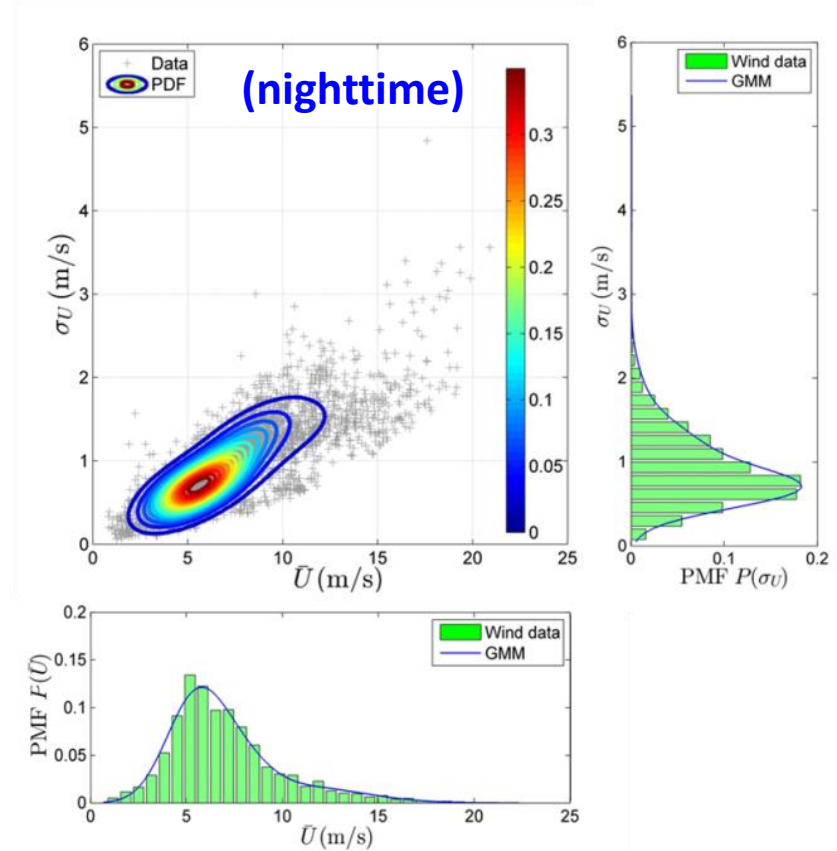 + Data
PDF
(nighttime)
6
5
4
3
2
1
0
σ_U (m/s)
0 5 10 15 20 25
Ū (m/s)
0.3
0.25
0.2
0.15
0.1
0.05
0
Wind data
GMM
6
5
4
3
2
1
0
σ_U (m/s)
0 0.1 0.2
PMF P(σ_U)
Wind data
GMM
0.2
0.15
0.1
0.05
0
PMF P(Ū)
0 5 10 15 20 25
Ū (m/s)